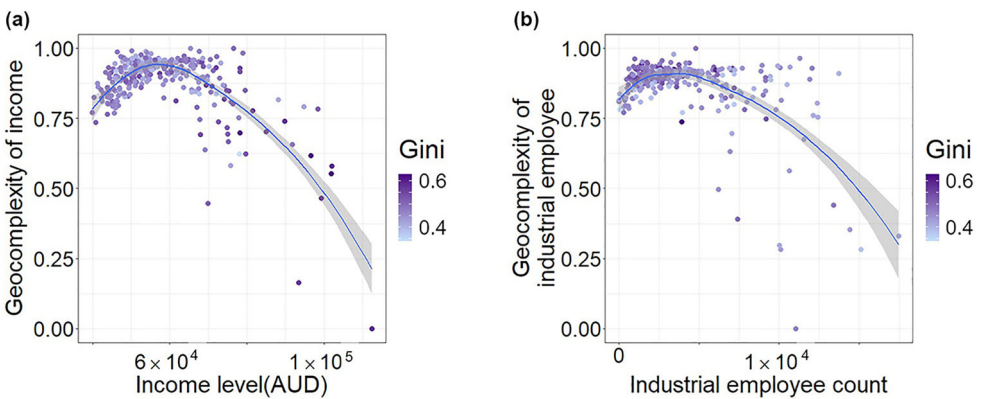 (a)
Geocomplexity of income
1.00
0.75
0.50
0.25
0.00
6 × 10⁴
1 × 10⁵
Income level(AUD)
Gini
0.6
0.4
(b)
Geocomplexity of
industrial employee
1.00
0.75
0.50
0.25
0.00
0
1 × 10⁴
Industrial employee count
Gini
0.6
0.4